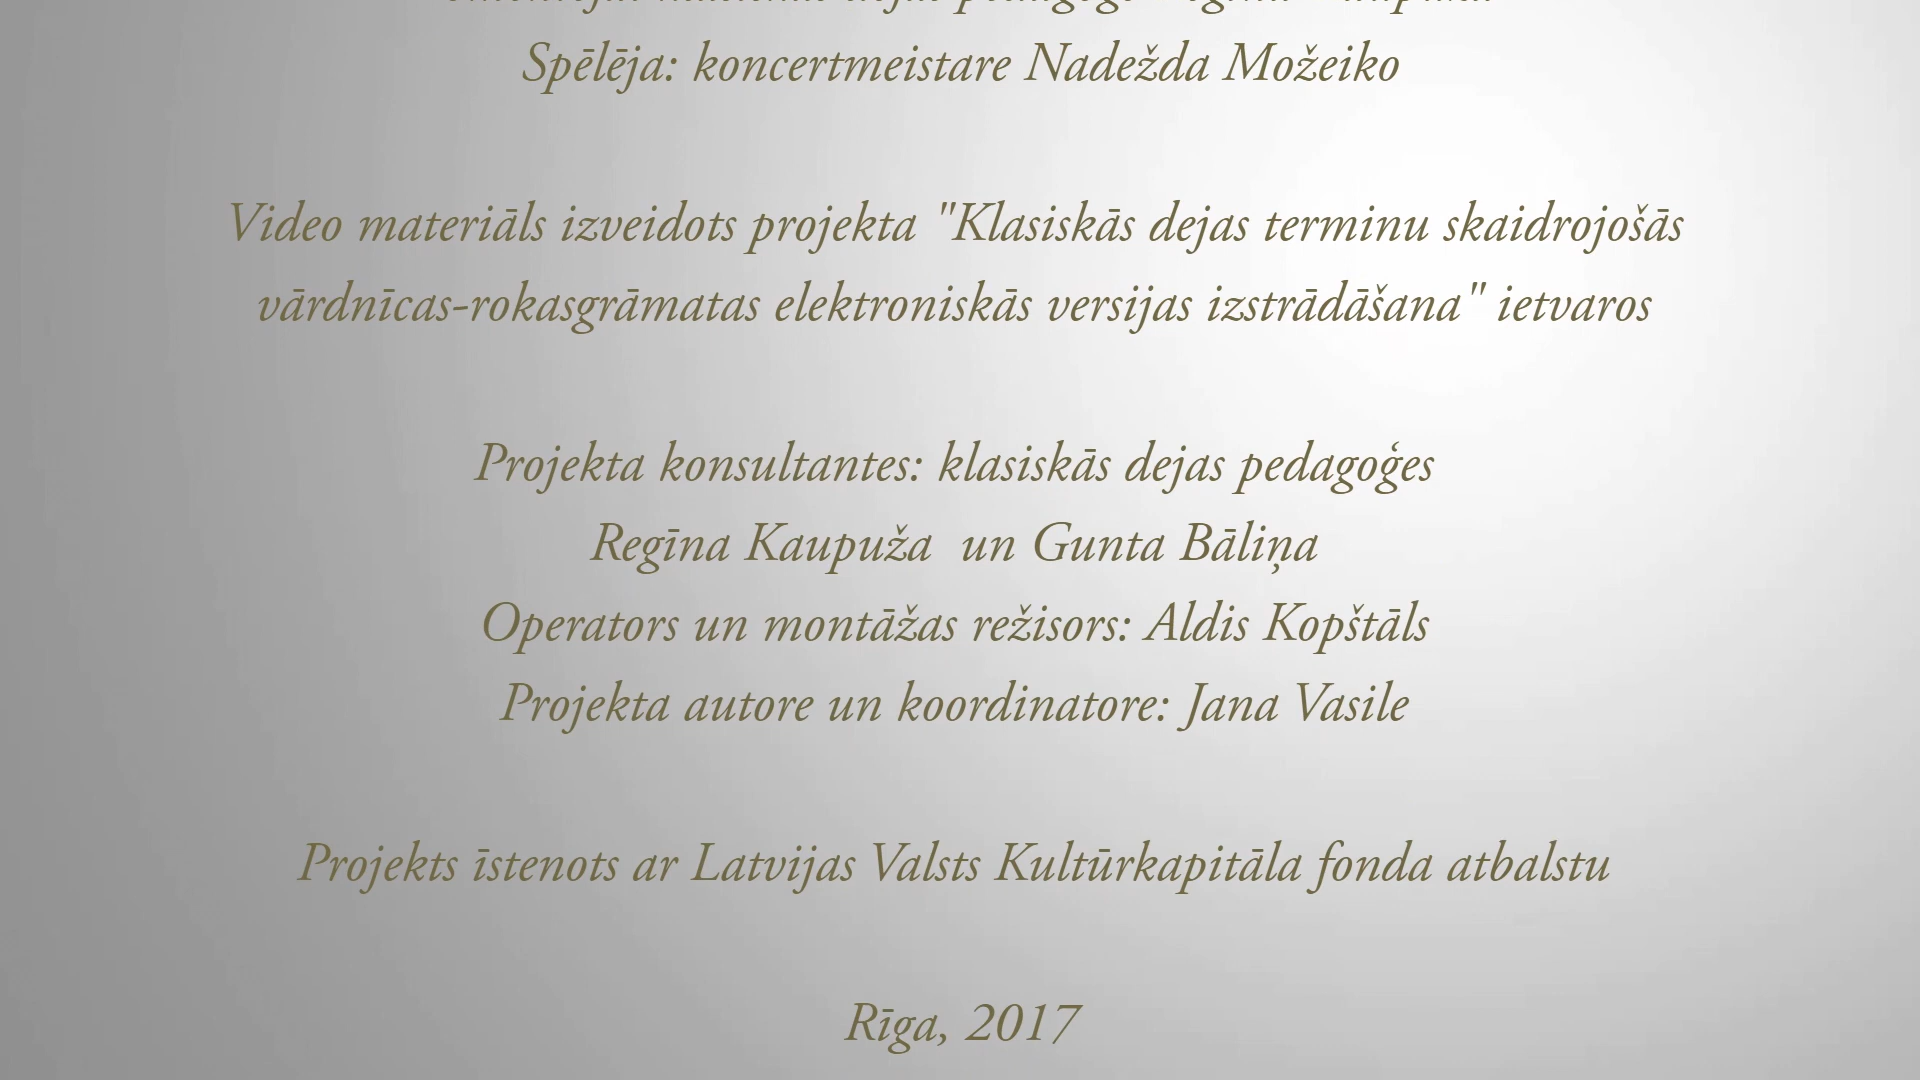 Spēlēja: koncertmeistare Nadežda Možeiko
Video materiāls izveidots projekta "Klasiskās dejas terminu skaidrojošās
vārdnīcas-rokasgrāmatas elektroniskās versijas izstrādāšana" ietvaros
Projekta konsultantes: klasiskās dejas pedagoģes
Regīna Kaupuža un Gunta Bāliņa
Operators un montāžas režisors: Aldis Kopštāls
Projekta autore un koordinatore: Jana Vasile
Projekts īstenots ar Latvijas Valsts Kultūrkapitāla fonda atbalstu
Rīga, 2017